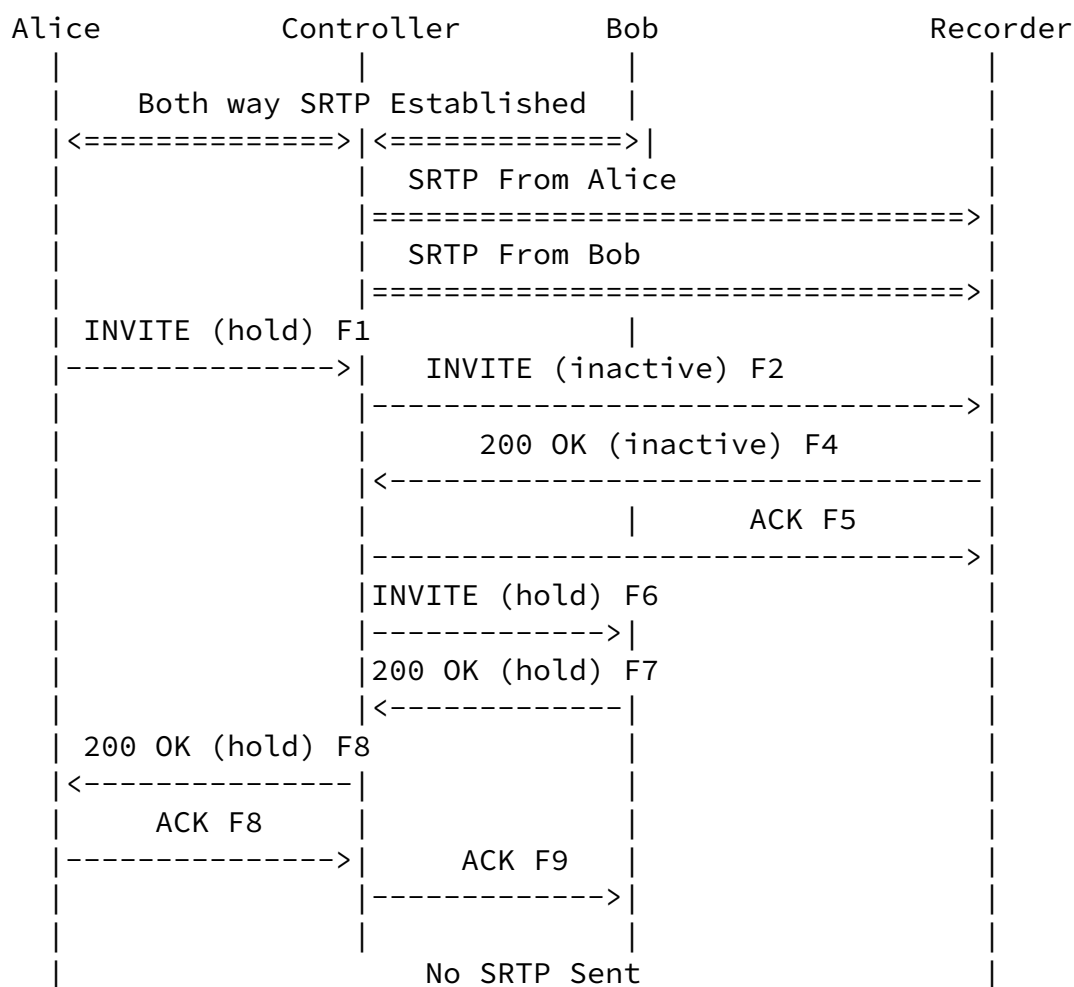 Alice Controller Bob Recorder
Both way SRTP Established
SRTP From Alice
SRTP From Bob
INVITE (hold) F1
INVITE (inactive) F2
200 OK (inactive) F4
ACK F5
INVITE (hold) F6
200 OK (hold) F7
200 OK (hold) F8
ACK F8
ACK F9
No SRTP Sent